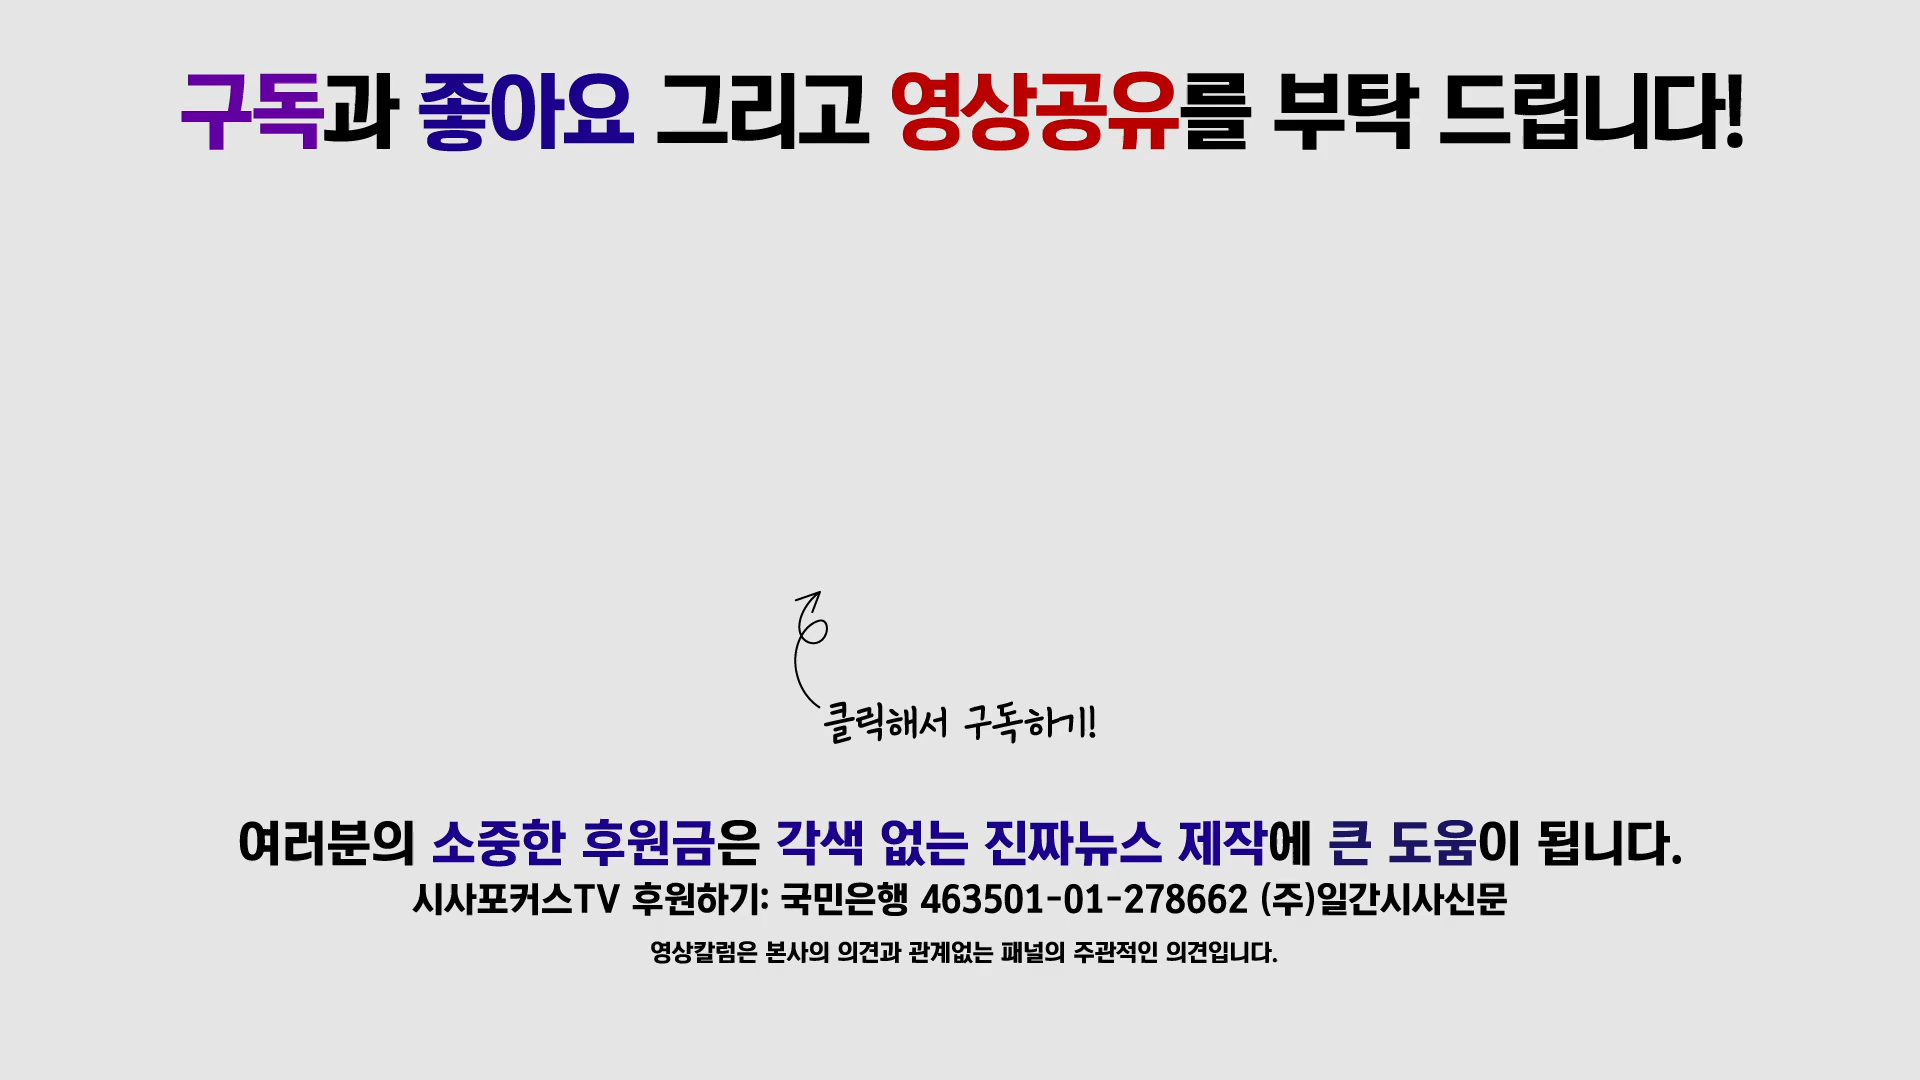 구독과 좋아요 그리고 영상공유를 부탁 드립니다!
클릭해서 구독하기!
여러분의 소중한 후원금은 각색 없는 진짜뉴스 제작에 큰 도움이 됩니다.
시사포커스TV 후원하기: 국민은행 463501-01-278662 (주)일간시사신문
영상칼럼은 본사의 의견과 관계없는 패널의 주관적인 의견입니다.